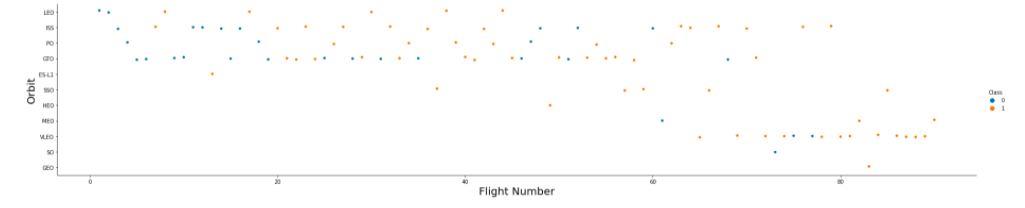 LEO
ISS
PO
GTO
ES-L1
SSO
HEO
MEO
VLEO
SO
GEO
Orbit
0
20
40
60
80
Flight Number
Class
0
1